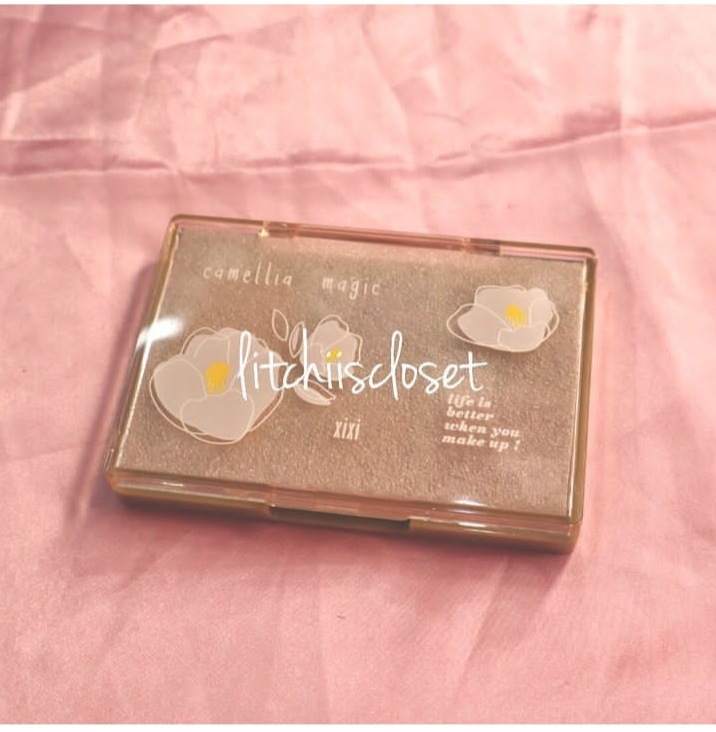 camellia magic
litchiiscloset
xixi
life is
better
when you
make up !